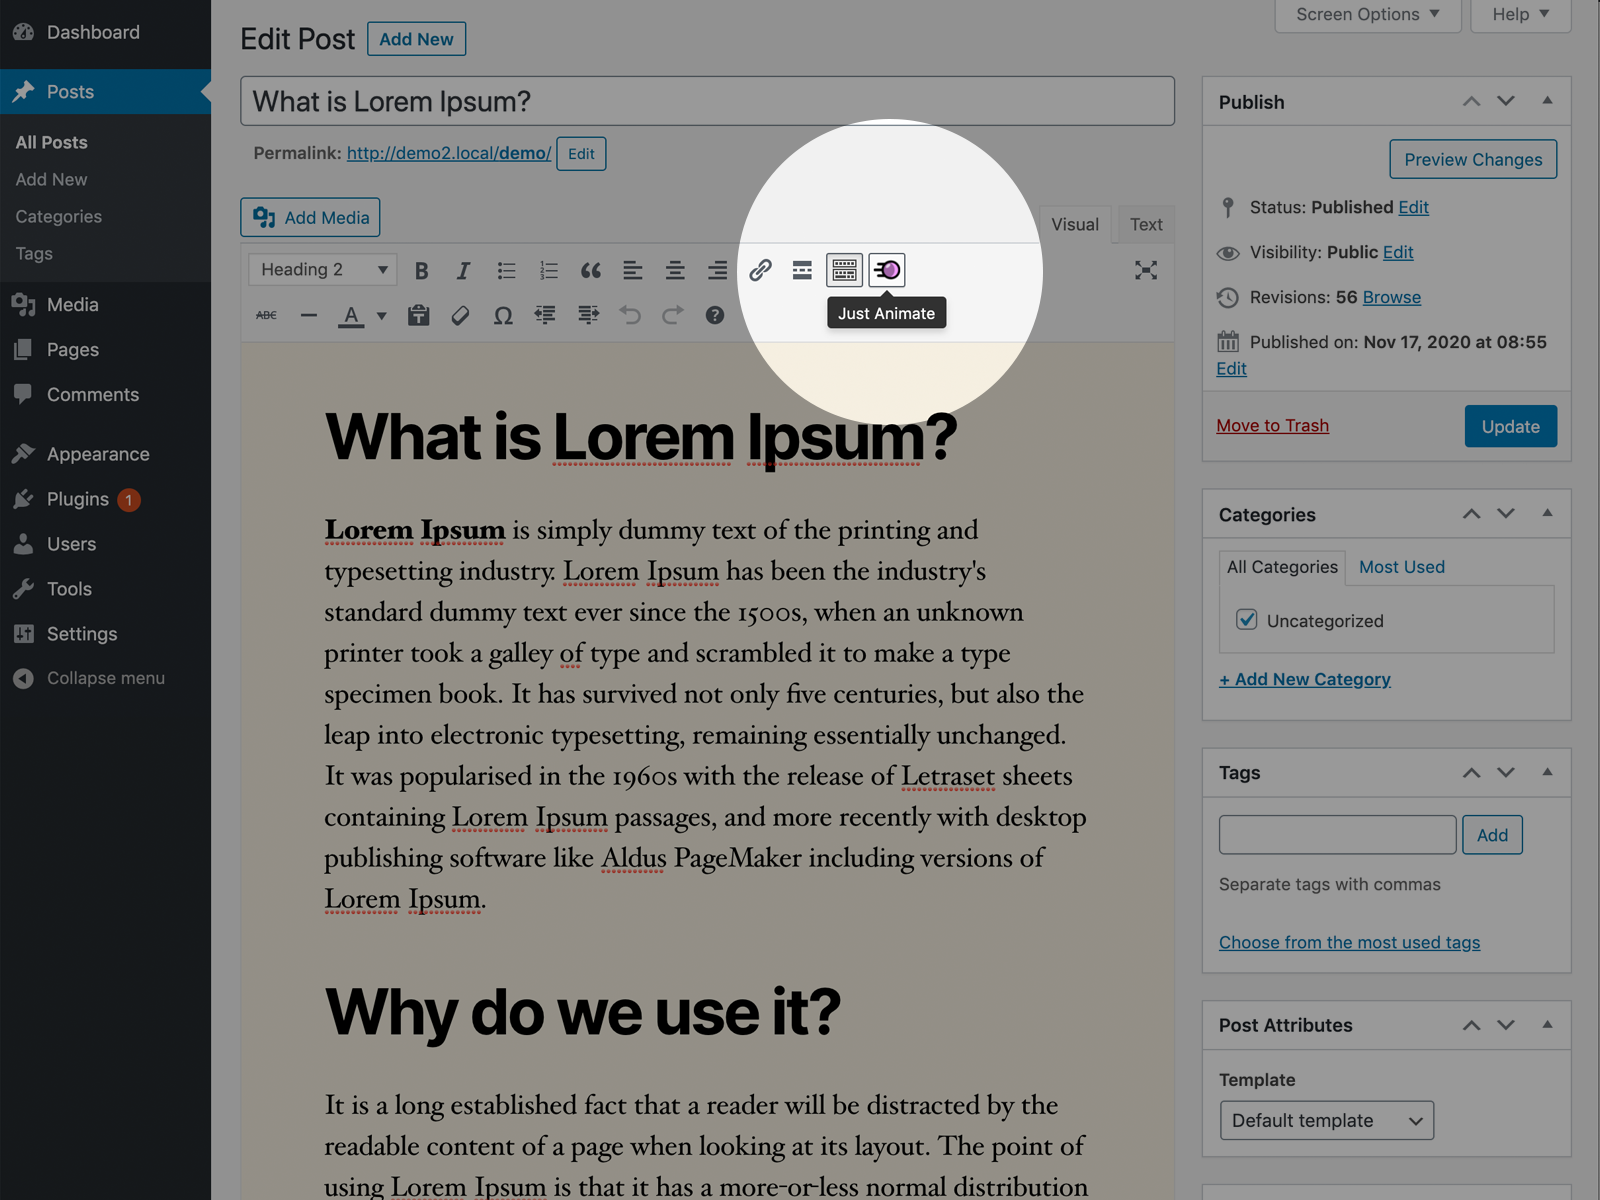 Dashboard
Posts
All Posts
Add New
Categories
Tags
Media
Pages
Comments
Appearance
Plugins 1
Users
Tools
Settings
Collapse menu
Screen Options
Help
Edit Post Add New
What is Lorem Ipsum?
Permalink: http://demo2.local/demo/ Edit
Add Media
Visual Text
Heading 2
B I
ABC A Ω ?
Just Animate
What is Lorem Ipsum?
Lorem Ipsum is simply dummy text of the printing and
typesetting industry. Lorem Ipsum has been the industry's
standard dummy text ever since the 1500s, when an unknown
printer took a galley of type and scrambled it to make a type
specimen book. It has survived not only five centuries, but also the
leap into electronic typesetting, remaining essentially unchanged.
It was popularised in the 1960s with the release of Letraset sheets
containing Lorem Ipsum passages, and more recently with desktop
publishing software like Aldus PageMaker including versions of
Lorem Ipsum.
Why do we use it?
It is a long established fact that a reader will be distracted by the
readable content of a page when looking at its layout. The point of
using Lorem Ipsum is that it has a more-or-less normal distribution
Publish
Preview Changes
Status: Published Edit
Visibility: Public Edit
Revisions: 56 Browse
Published on: Nov 17, 2020 at 08:55
Edit
Move to Trash
Update
Categories
All Categories Most Used
Uncategorized
+ Add New Category
Tags
Add
Separate tags with commas
Choose from the most used tags
Post Attributes
Template
Default template